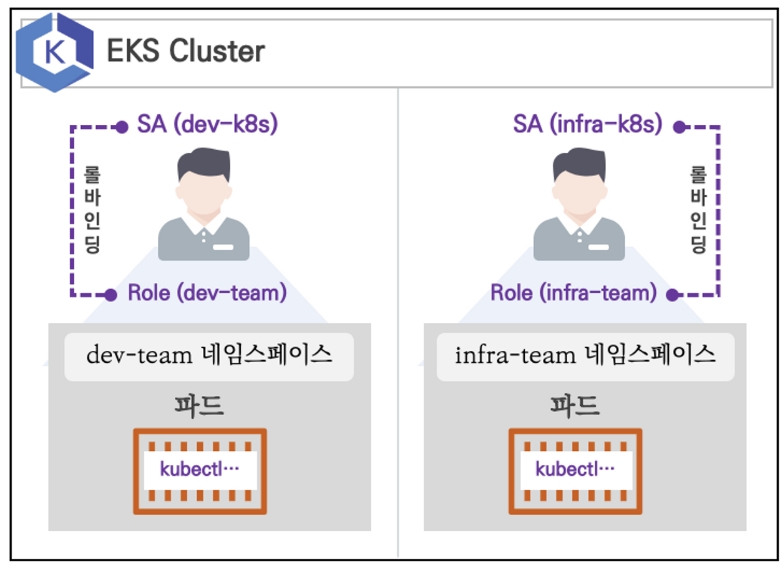 K
EKS Cluster
SA (dev-k8s)
롤바인딩
Role (dev-team)
dev-team 네임스페이스
파드
kubectl…
SA (infra-k8s)
롤바인딩
Role (infra-team)
infra-team 네임스페이스
파드
kubectl…